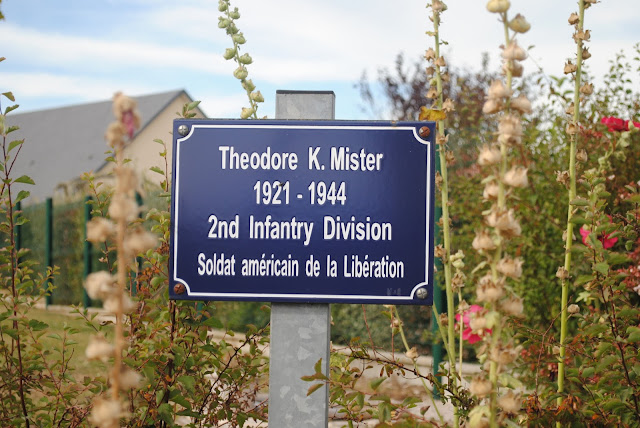 Theodore K. Mister
1921 - 1944
2nd Infantry Division
Soldat américain de la Libération